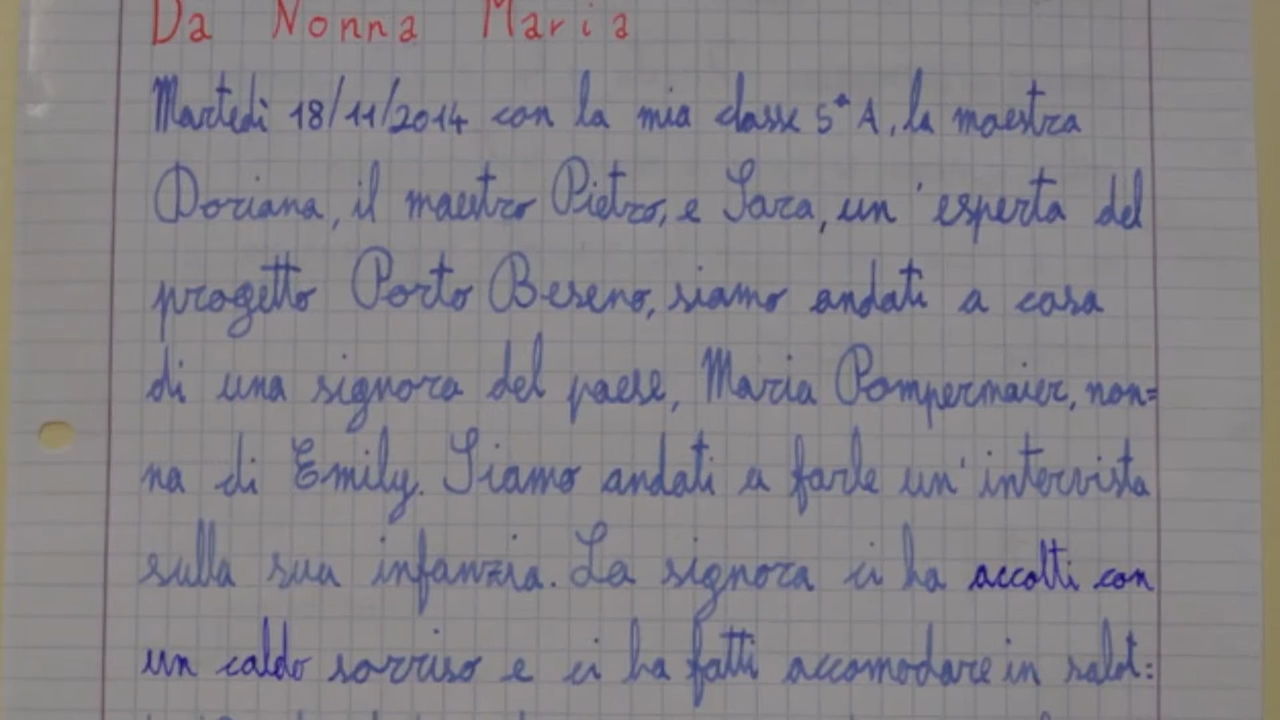 Da Nonna Maria
Martedì 18/11/2014 con la mia classe 5ª A, la maestra
Doriana, il maestro Pietro, e Sara, un'esperta del
progetto Porto Beseno, siamo andati a casa
di una signora del paese, Maria Pompermaier, non=
na di Emily. Siamo andati a farle un'intervista
sulla sua infanzia. La signora ci ha accolti con
un caldo sorriso e ci ha fatti accomodare in salot: